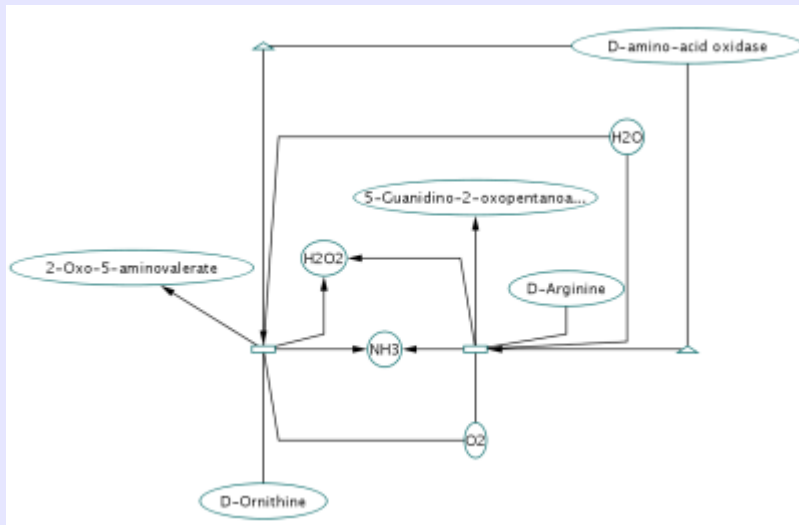 D-amino-acid oxidase
H2O
5-Guanidino-2-oxopentanoa...
H2O2
2-Oxo-5-aminovalerate
D-Arginine
NH3
O2
D-Ornithine